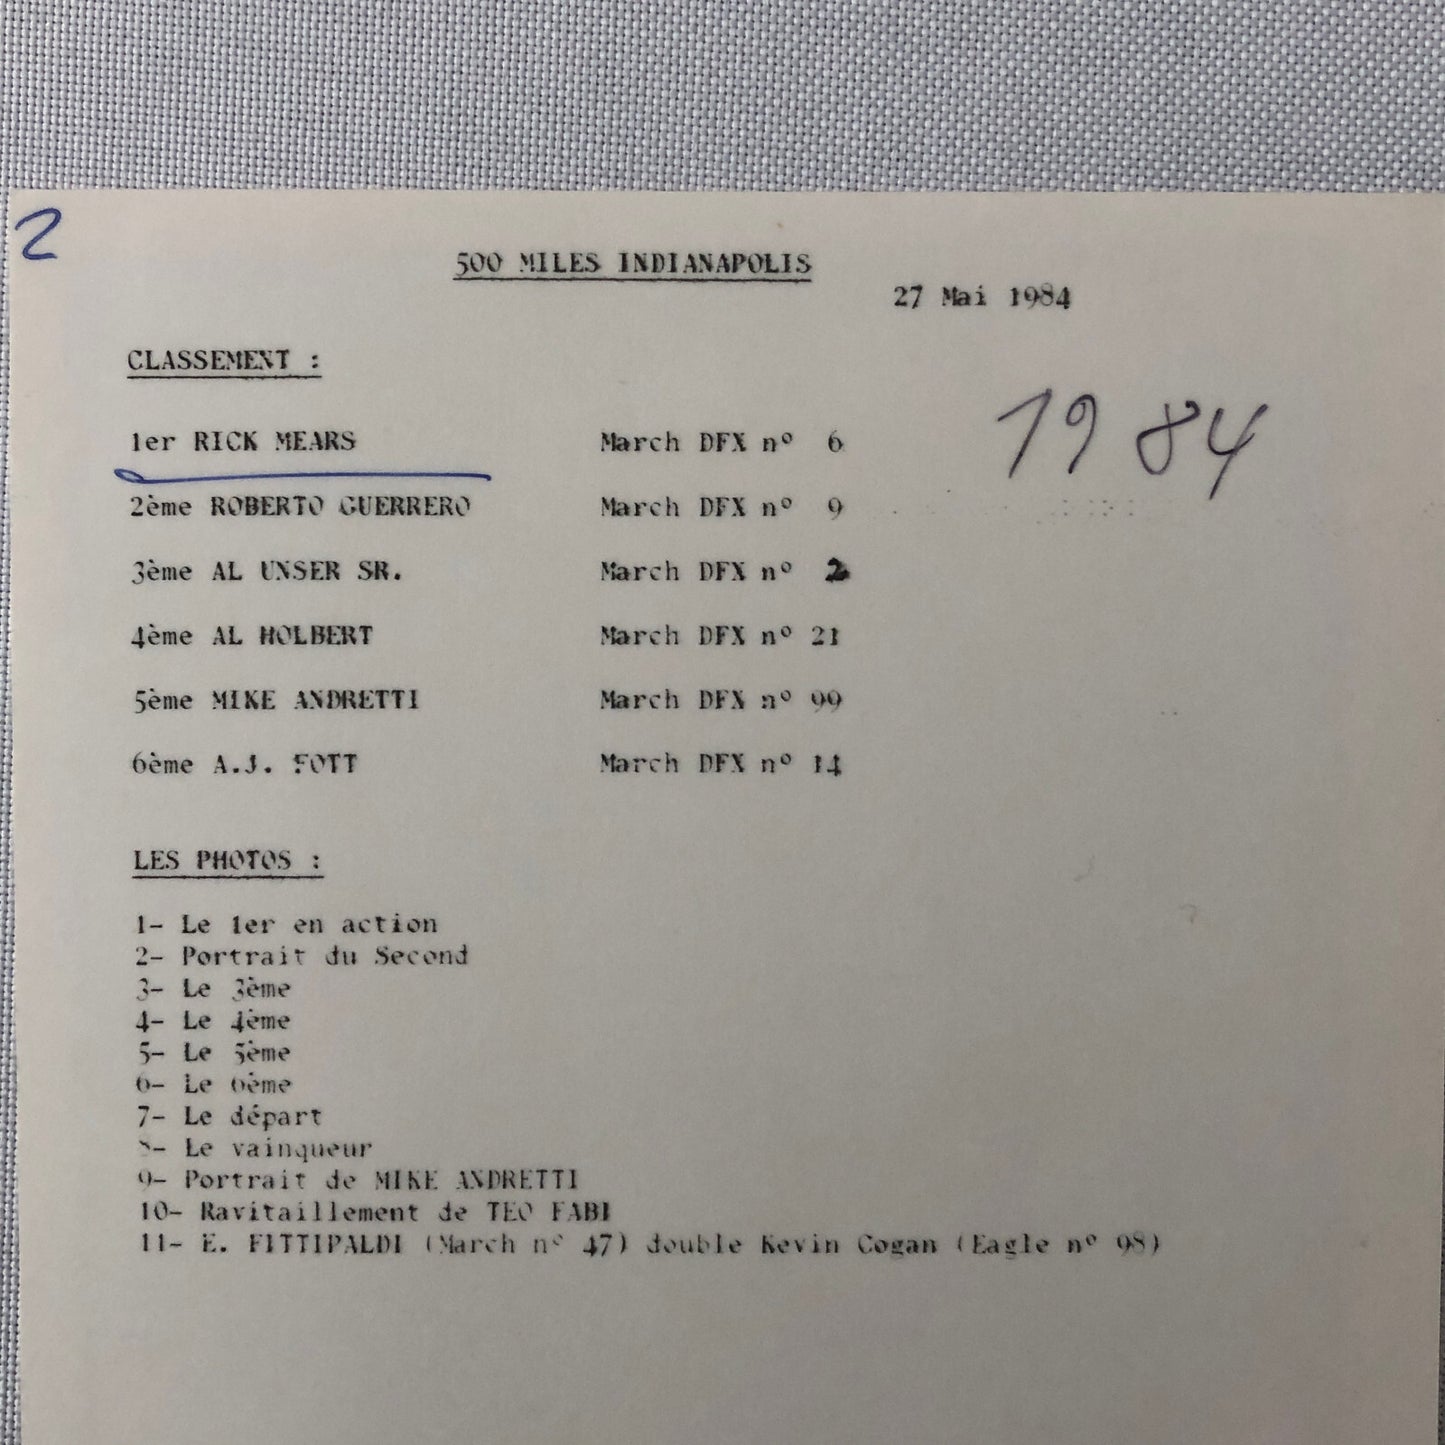 2
500 MILES INDIANAPOLIS
27 Mai 1984
CLASSEMENT :
1984
1er RICK MEARS March DFX n° 6
2ème ROBERTO GUERRERO March DFX n° 9
3ème AL UNSER SR. March DFX n° 2
4ème AL HOLBERT March DFX n° 21
5ème MIKE ANDRETTI March DFX n° 99
6ème A.J. FOTT March DFX n° 14
LES PHOTOS :
1- Le 1er en action
2- Portrait du Second
3- Le 3ème
4- Le 4ème
5- Le 5ème
6- Le 6ème
7- Le départ
8- Le vainqueur
9- Portrait de MIKE ANDRETTI
10- Ravitaillement de TEO FABI
11- E. FITTIPALDI (March n° 47) double Kevin Cogan (Eagle n° 98)